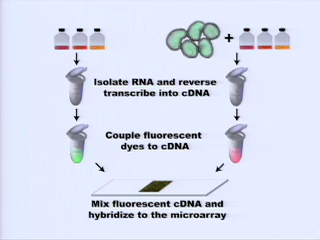 +
Isolate RNA and reverse
transcribe into cDNA
Couple fluorescent
dyes to cDNA
Mix fluorescent cDNA and
hybridize to the microarray